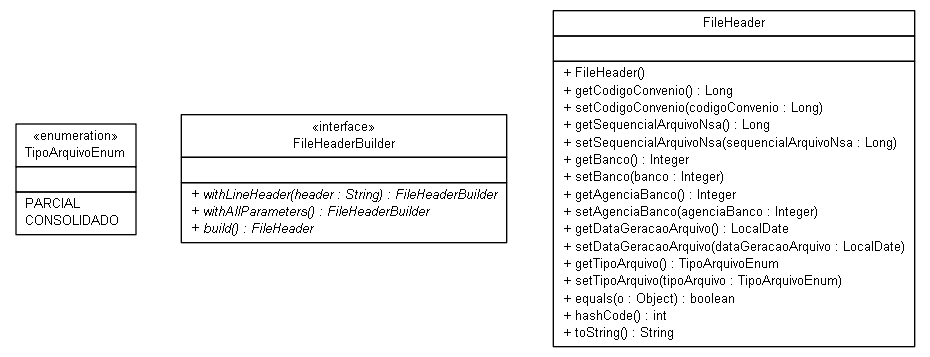 «enumeration»
TipoArquivoEnum
PARCIAL
CONSOLIDADO
«interface»
FileHeaderBuilder
+ withLineHeader(header : String) : FileHeaderBuilder
+ withAllParameters() : FileHeaderBuilder
+ build() : FileHeader
FileHeader
+ FileHeader()
+ getCodigoConvenio() : Long
+ setCodigoConvenio(codigoConvenio : Long)
+ getSequencialArquivoNsa() : Long
+ setSequencialArquivoNsa(sequencialArquivoNsa : Long)
+ getBanco() : Integer
+ setBanco(banco : Integer)
+ getAgenciaBanco() : Integer
+ setAgenciaBanco(agenciaBanco : Integer)
+ getDataGeracaoArquivo() : LocalDate
+ setDataGeracaoArquivo(dataGeracaoArquivo : LocalDate)
+ getTipoArquivo() : TipoArquivoEnum
+ setTipoArquivo(tipoArquivo : TipoArquivoEnum)
+ equals(o : Object) : boolean
+ hashCode() : int
+ toString() : String